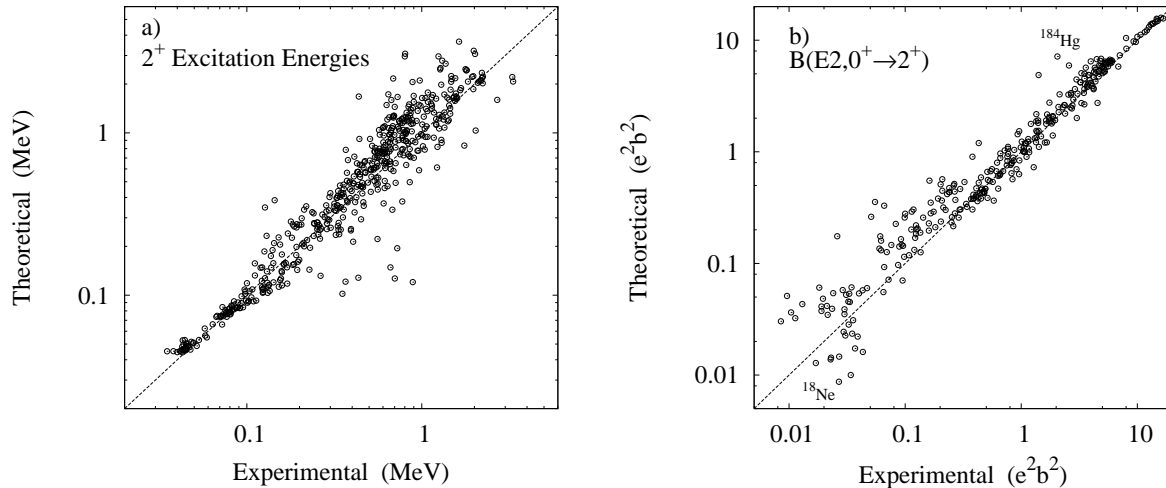 a)
2⁺ Excitation Energies
1
0.1
Theoretical (MeV)
0.1 1
Experimental (MeV)
b)
B(E2,0⁺→2⁺)
¹⁸⁴Hg
¹⁸Ne
10
1
0.1
0.01
Theoretical (e²b²)
0.01 0.1 1 10
Experimental (e²b²)